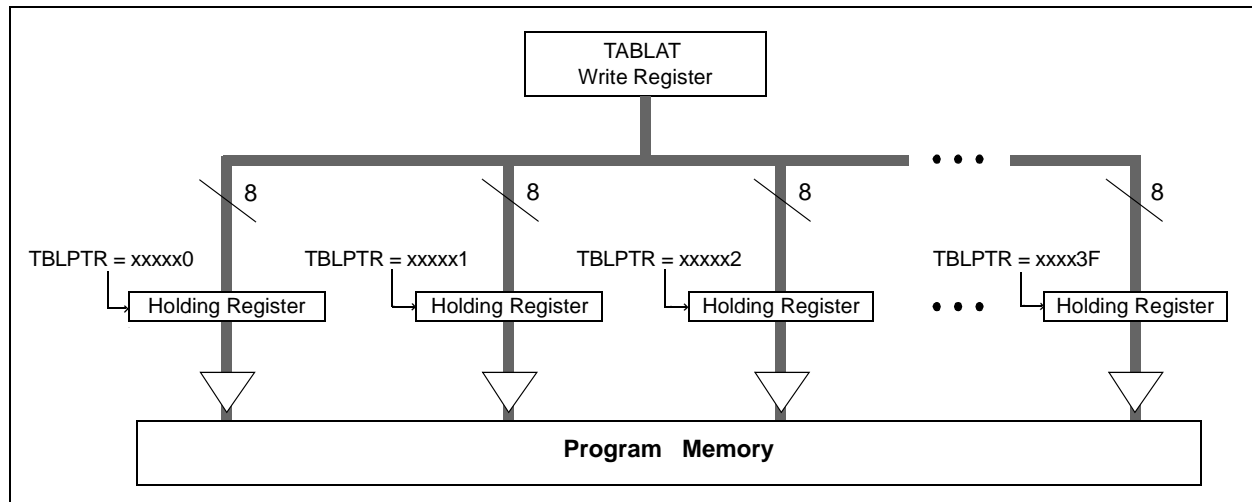 TABLAT
Write Register
8
8
8
8
TBLPTR = xxxxx0
TBLPTR = xxxxx1
TBLPTR = xxxxx2
TBLPTR = xxxx3F
Holding Register
Holding Register
Holding Register
Holding Register
Program Memory